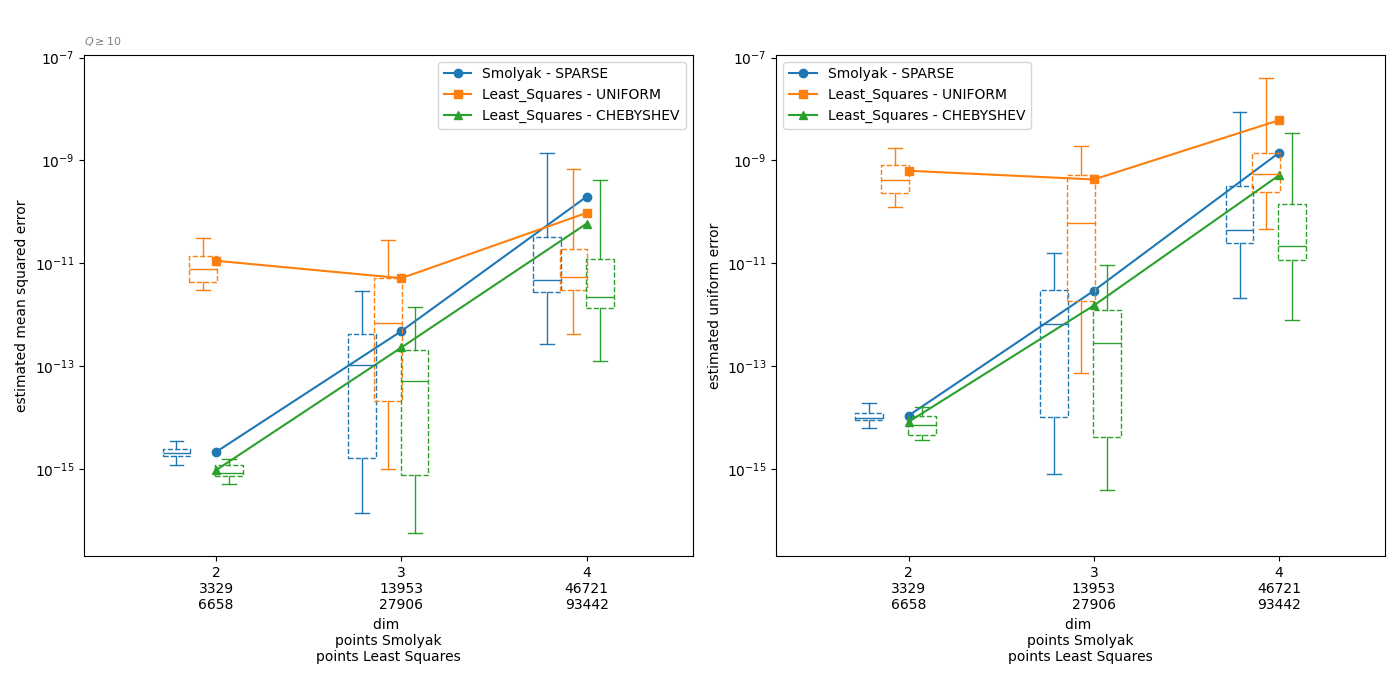 Q ≥ 10
10⁻⁷
10⁻⁹
10⁻¹¹
10⁻¹³
10⁻¹⁵
estimated mean squared error
Smolyak - SPARSE
Least_Squares - UNIFORM
Least_Squares - CHEBYSHEV
2 3 4
3329 13953 46721
6658 27906 93442
dim
points Smolyak
points Least Squares
10⁻⁷
10⁻⁹
10⁻¹¹
10⁻¹³
10⁻¹⁵
estimated uniform error
Smolyak - SPARSE
Least_Squares - UNIFORM
Least_Squares - CHEBYSHEV
2 3 4
3329 13953 46721
6658 27906 93442
dim
points Smolyak
points Least Squares